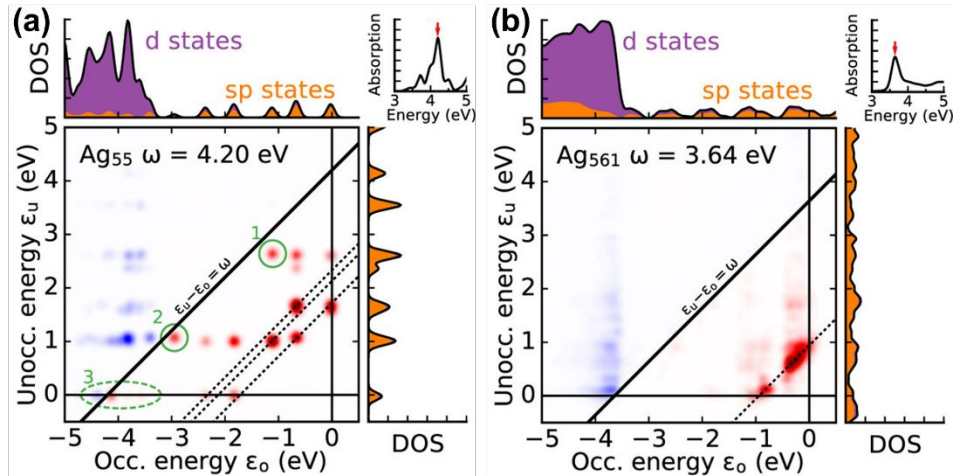 (a)
DOS
d states
sp states
Absorption
3 4 5
Energy (eV)
5
4
3
2
1
0
Unocc. energy εu (eV)
Ag55 ω = 4.20 eV
εu−εo=ω
1
2
3
−5 −4 −3 −2 −1 0
Occ. energy εo (eV)
DOS
(b)
DOS
d states
sp states
Absorption
3 4 5
Energy (eV)
5
4
3
2
1
0
Unocc. energy εu (eV)
Ag561 ω = 3.64 eV
εu−εo=ω
−5 −4 −3 −2 −1 0
Occ. energy εo (eV)
DOS